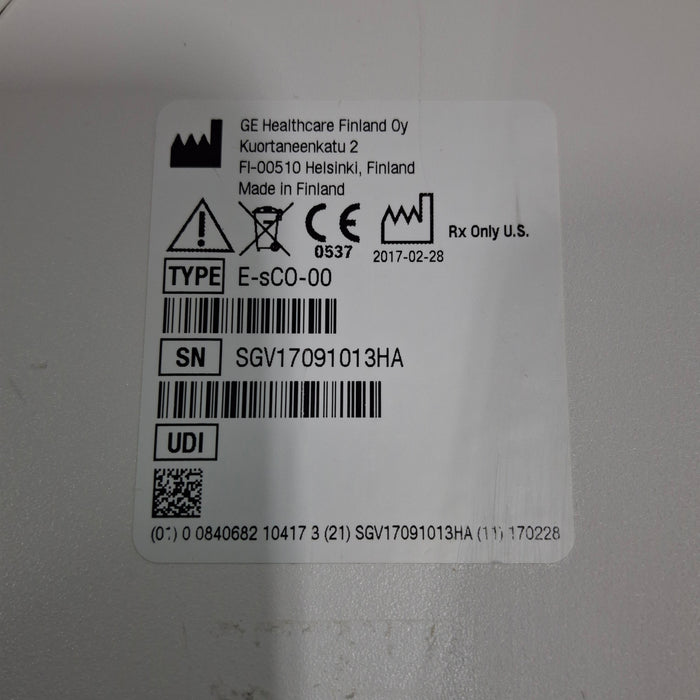 GE Healthcare Finland Oy
Kuortaneenkatu 2
FI-00510 Helsinki, Finland
Made in Finland
CE
0537
2017-02-28
Rx Only U.S.
TYPE E-sCO-00
SN SGV17091013HA
UDI
(01) 0 0840682 10417 3 (21) SGV17091013HA (11) 170228